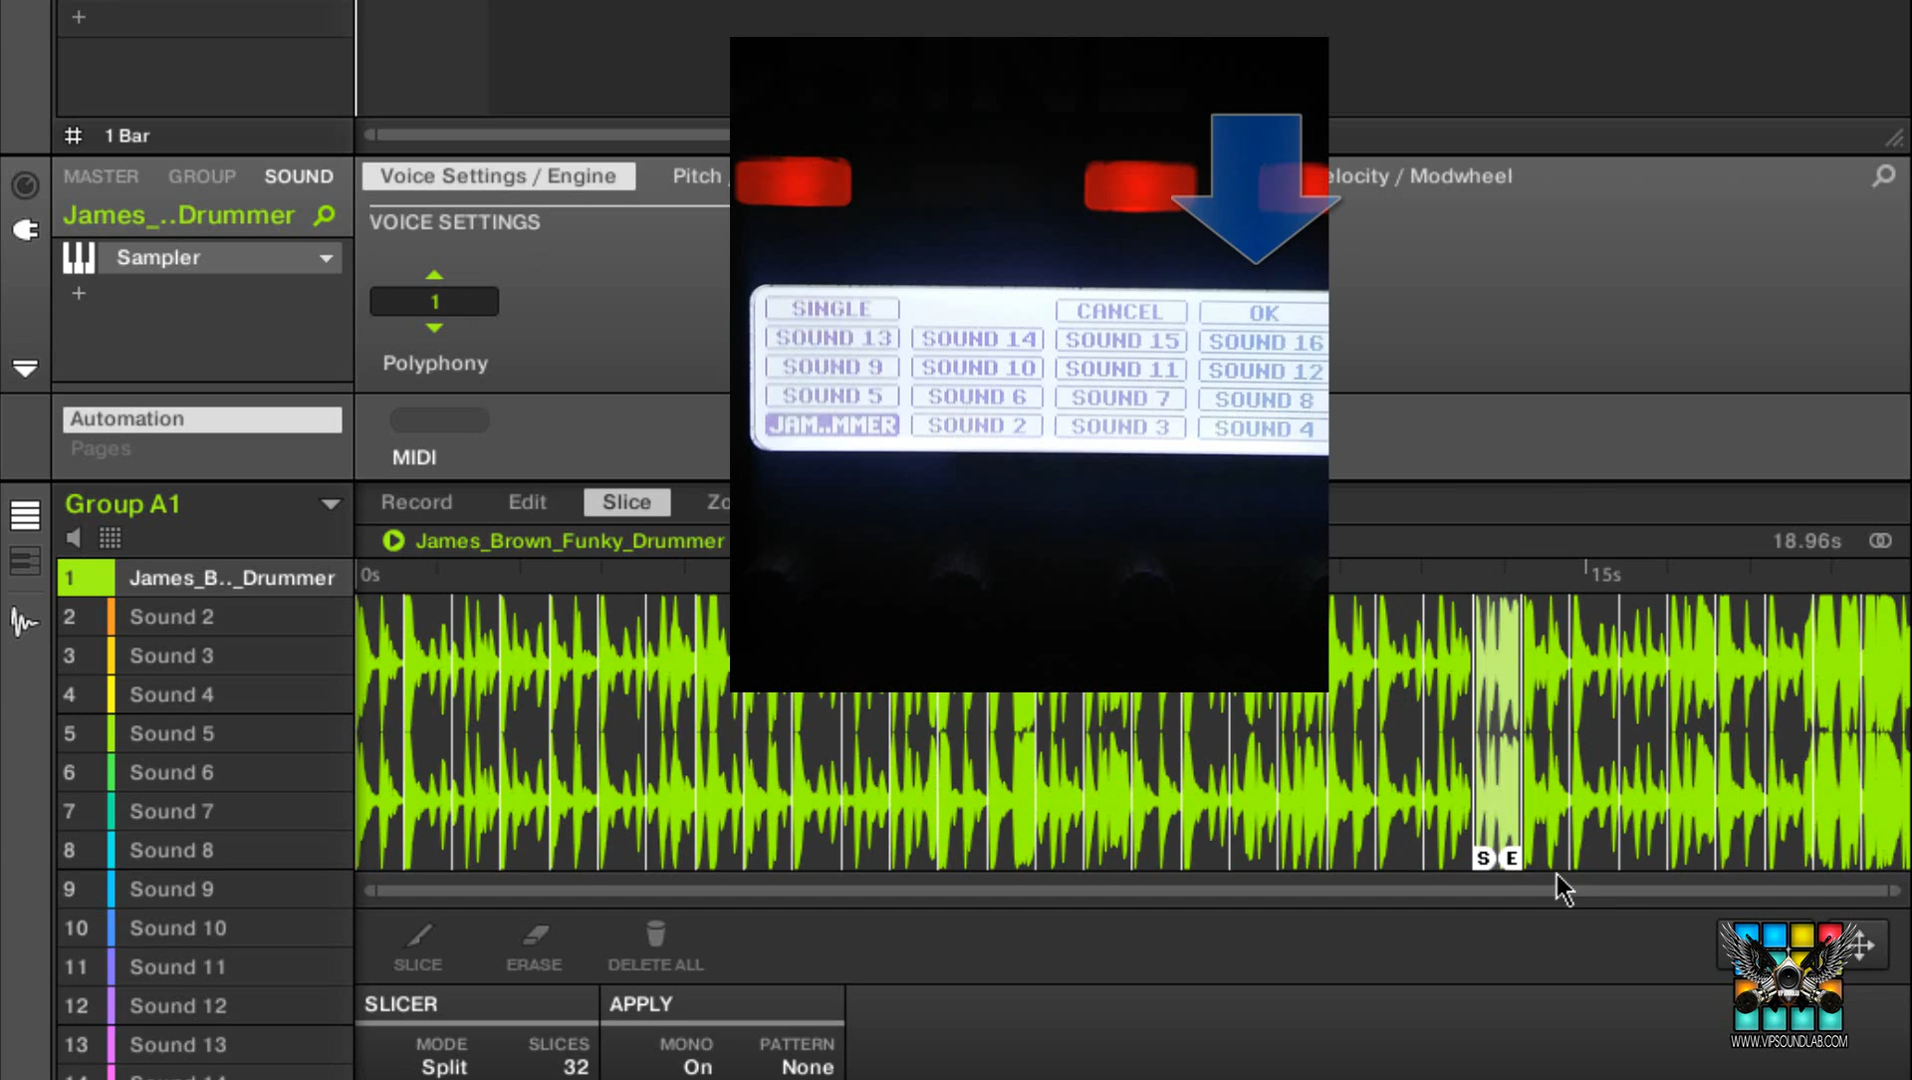 1 Bar
MASTER GROUP SOUND
James_..Drummer
Sampler
Voice Settings / Engine Pitch elocity / Modwheel
VOICE SETTINGS
1
Polyphony
SINGLE CANCEL OK
SOUND 13 SOUND 14 SOUND 15 SOUND 16
SOUND 9 SOUND 10 SOUND 11 SOUND 12
SOUND 5 SOUND 6 SOUND 7 SOUND 8
JAM..MMER SOUND 2 SOUND 3 SOUND 4
Automation
Pages
MIDI
Group A1
Record Edit Slice Zo
James_Brown_Funky_Drummer 18.96s
0s 15s
1 James_B.._Drummer
2 Sound 2
3 Sound 3
4 Sound 4
5 Sound 5
6 Sound 6
7 Sound 7
8 Sound 8
9 Sound 9
10 Sound 10
11 Sound 11
12 Sound 12
13 Sound 13
S E
SLICE ERASE DELETE ALL
SLICER APPLY
MODE SLICES MONO PATTERN
Split 32 On None
WWW.VIPSOUNDLAB.COM